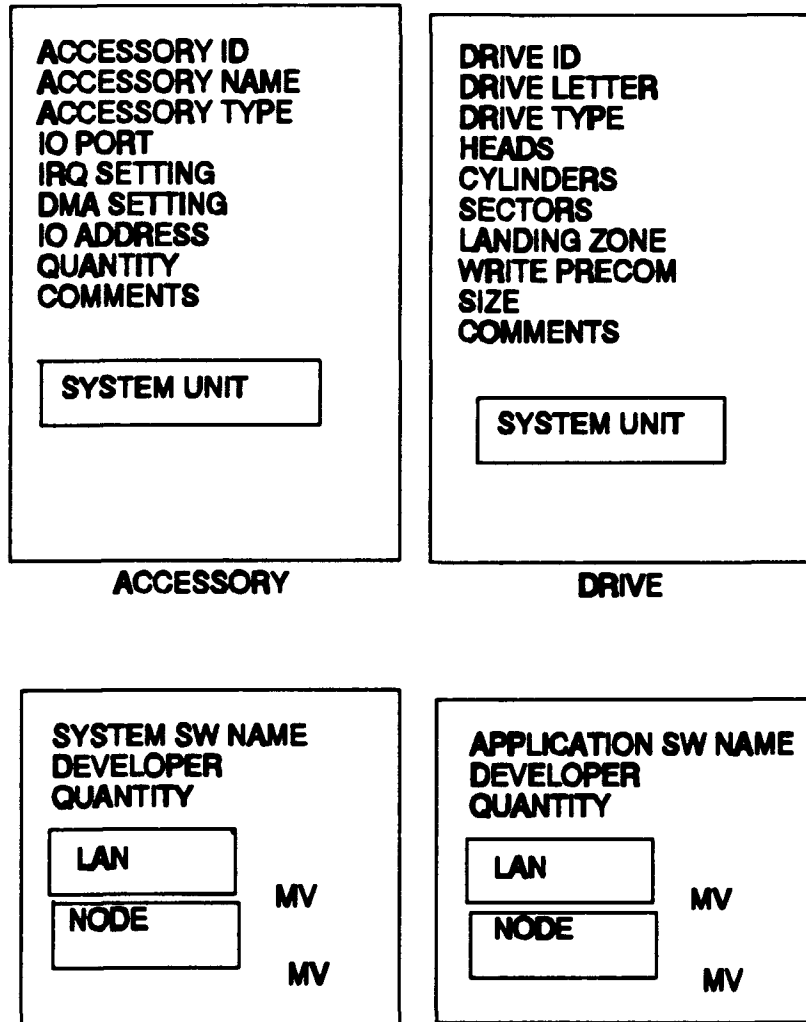 ACCESSORY ID
ACCESSORY NAME
ACCESSORY TYPE
IO PORT
IRQ SETTING
DMA SETTING
IO ADDRESS
QUANTITY
COMMENTS
SYSTEM UNIT
ACCESSORY
DRIVE ID
DRIVE LETTER
DRIVE TYPE
HEADS
CYLINDERS
SECTORS
LANDING ZONE
WRITE PRECOM
SIZE
COMMENTS
SYSTEM UNIT
DRIVE
SYSTEM SW NAME
DEVELOPER
QUANTITY
LAN
MV
NODE
MV
APPLICATION SW NAME
DEVELOPER
QUANTITY
LAN
MV
NODE
MV